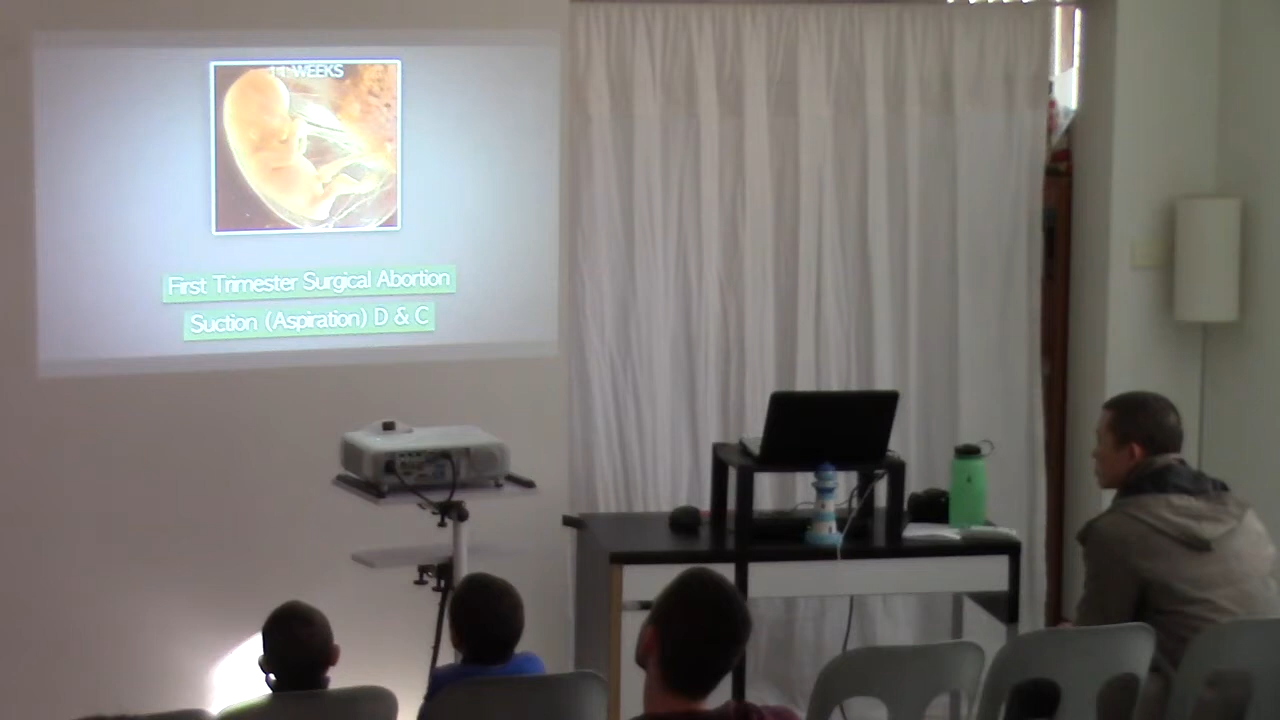 11 WEEKS
First Trimester Surgical Abortion
Suction (Aspiration) D & C